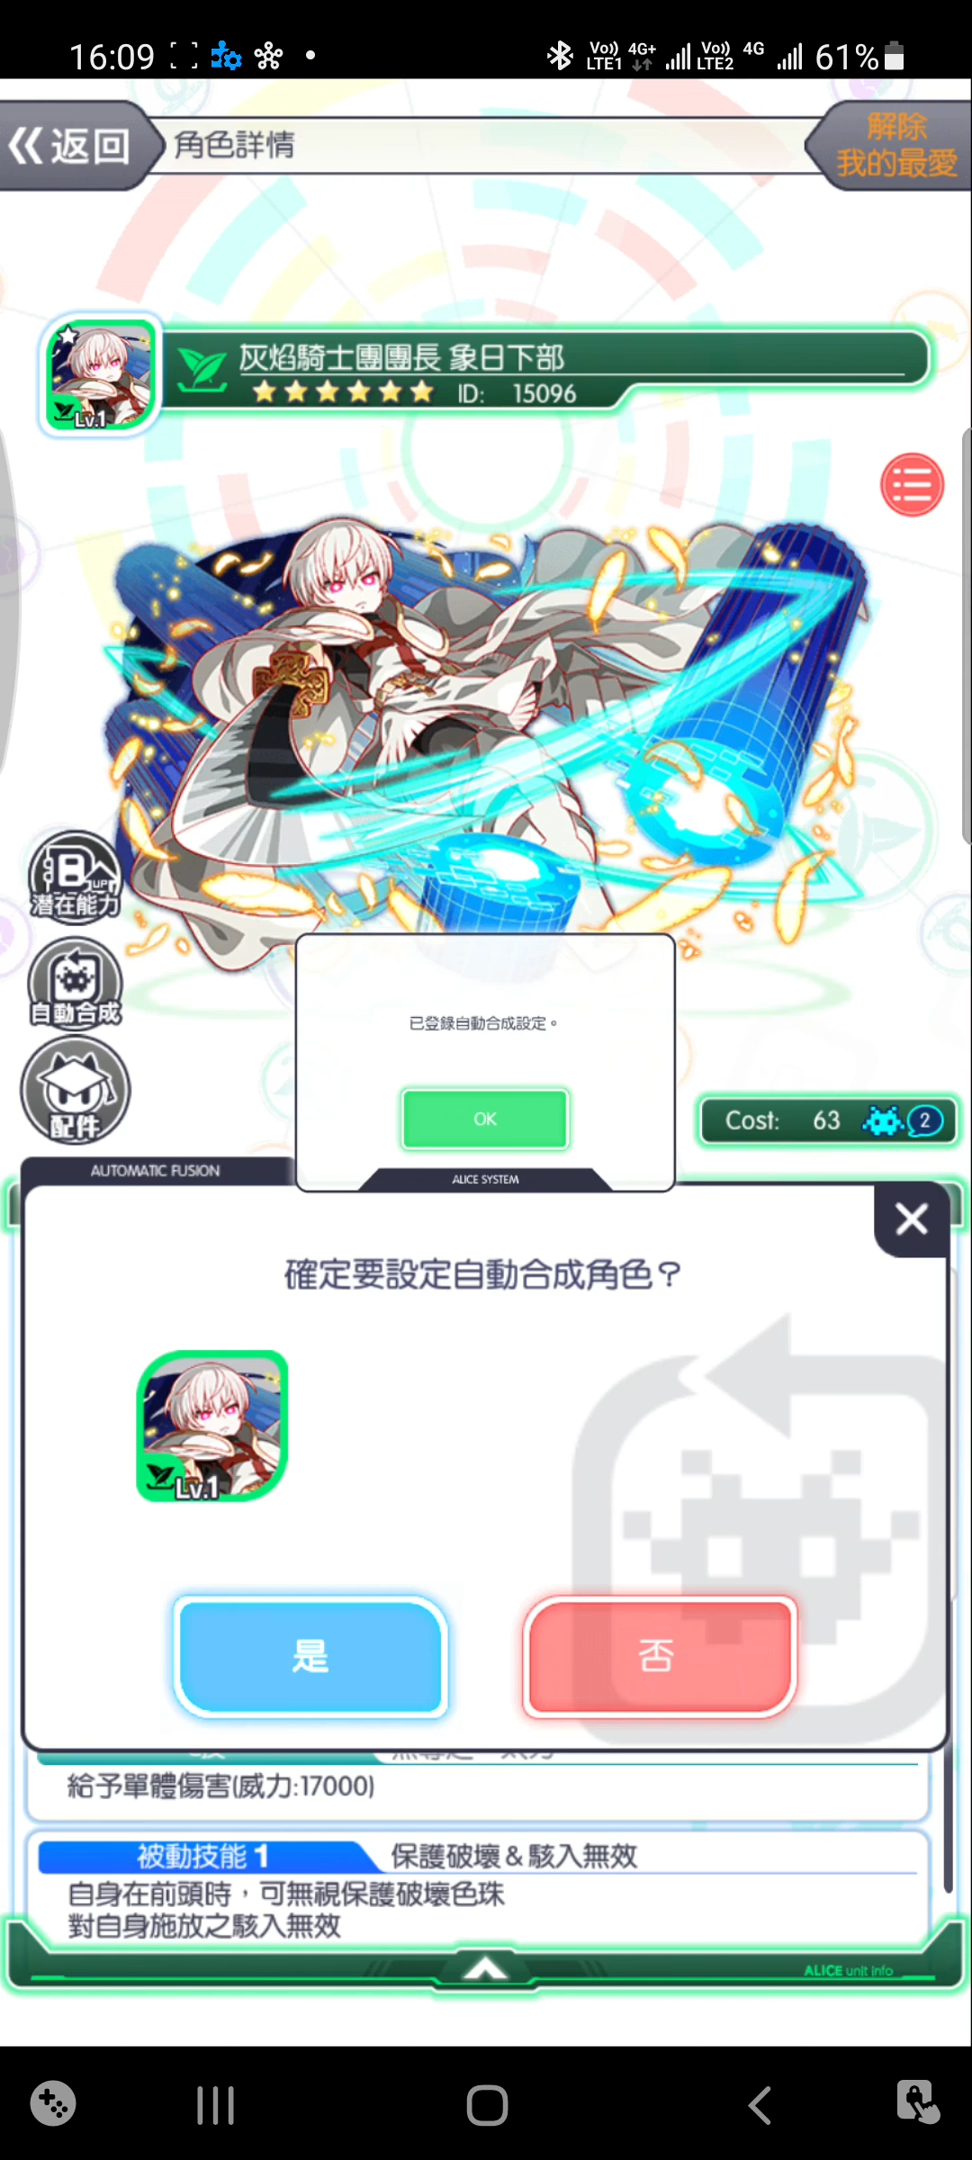 16:09
Vo)) LTE1 4G+ Vo)) LTE2 4G 61%
返回
角色詳情
解除
我的最愛
灰焰騎士團團長 象日下部
ID: 15096
Lv.1
潛在能力
自動合成
配件
已登錄自動合成設定。
OK
ALICE SYSTEM
Cost: 63
2
AUTOMATIC FUSION
確定要設定自動合成角色？
Lv.1
是
否
給予單體傷害(威力:17000)
被動技能 1
保護破壞＆駭入無效
自身在前頭時，可無視保護破壞色珠
對自身施放之駭入無效
ALICE unit info